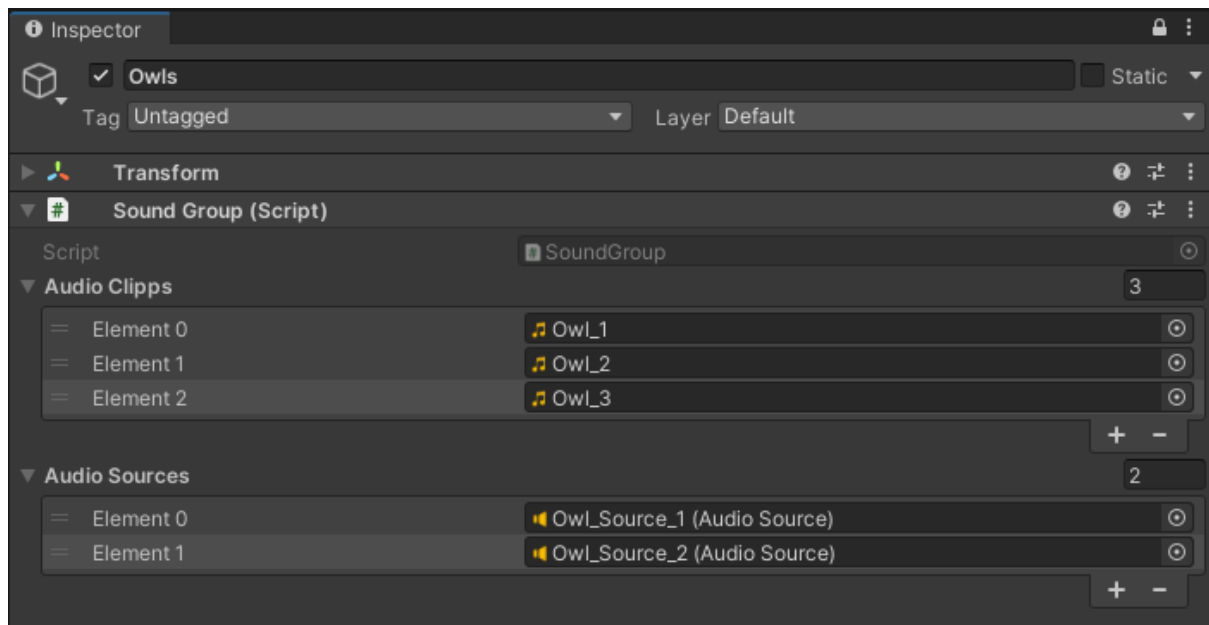 Inspector
Owls Static
Tag Untagged Layer Default
Transform
Sound Group (Script)
Script SoundGroup
Audio Clipps 3
Element 0 Owl_1
Element 1 Owl_2
Element 2 Owl_3
Audio Sources 2
Element 0 Owl_Source_1 (Audio Source)
Element 1 Owl_Source_2 (Audio Source)